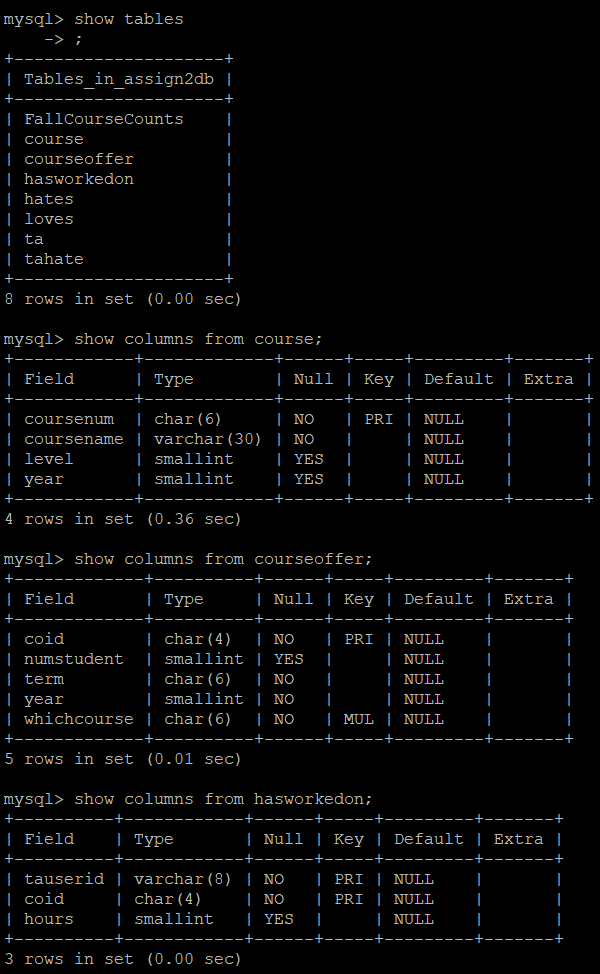 mysql> show tables
    -> ;
+---------------------+
| Tables_in_assign2db |
+---------------------+
| FallCourseCounts    |
| course              |
| courseoffer         |
| hasworkedon         |
| hates               |
| loves               |
| ta                  |
| tahate              |
+---------------------+
8 rows in set (0.00 sec)

mysql> show columns from course;
+------------+-------------+------+-----+---------+-------+
| Field      | Type        | Null | Key | Default | Extra |
+------------+-------------+------+-----+---------+-------+
| coursenum  | char(6)     | NO   | PRI | NULL    |       |
| coursename | varchar(30) | NO   |     | NULL    |       |
| level      | smallint    | YES  |     | NULL    |       |
| year       | smallint    | YES  |     | NULL    |       |
+------------+-------------+------+-----+---------+-------+
4 rows in set (0.36 sec)

mysql> show columns from courseoffer;
+-------------+----------+------+-----+---------+-------+
| Field       | Type     | Null | Key | Default | Extra |
+-------------+----------+------+-----+---------+-------+
| coid        | char(4)  | NO   | PRI | NULL    |       |
| numstudent  | smallint | YES  |     | NULL    |       |
| term        | char(6)  | NO   |     | NULL    |       |
| year        | smallint | NO   |     | NULL    |       |
| whichcourse | char(6)  | NO   | MUL | NULL    |       |
+-------------+----------+------+-----+---------+-------+
5 rows in set (0.01 sec)

mysql> show columns from hasworkedon;
+----------+------------+------+-----+---------+-------+
| Field    | Type       | Null | Key | Default | Extra |
+----------+------------+------+-----+---------+-------+
| tauserid | varchar(8) | NO   | PRI | NULL    |       |
| coid     | char(4)    | NO   | PRI | NULL    |       |
| hours    | smallint   | YES  |     | NULL    |       |
+----------+------------+------+-----+---------+-------+
3 rows in set (0.00 sec)